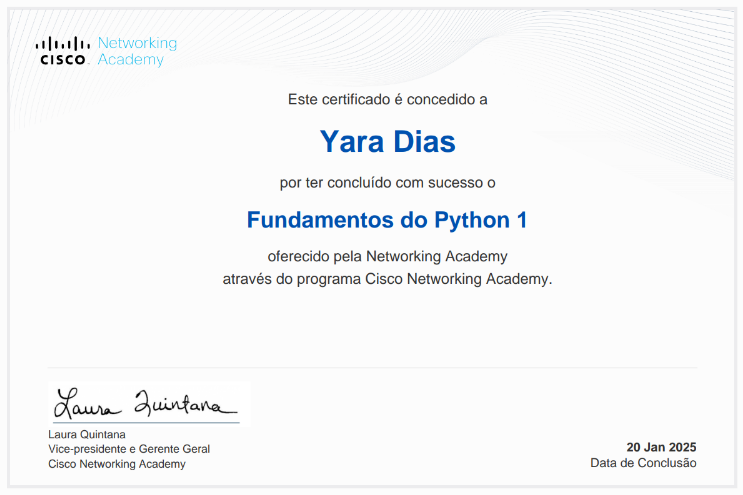 Networking
CISCO Academy
Este certificado é concedido a
Yara Dias
por ter concluído com sucesso o
Fundamentos do Python 1
oferecido pela Networking Academy
através do programa Cisco Networking Academy.
Laura Quintana
Laura Quintana
Vice-presidente e Gerente Geral
Cisco Networking Academy
20 Jan 2025
Data de Conclusão